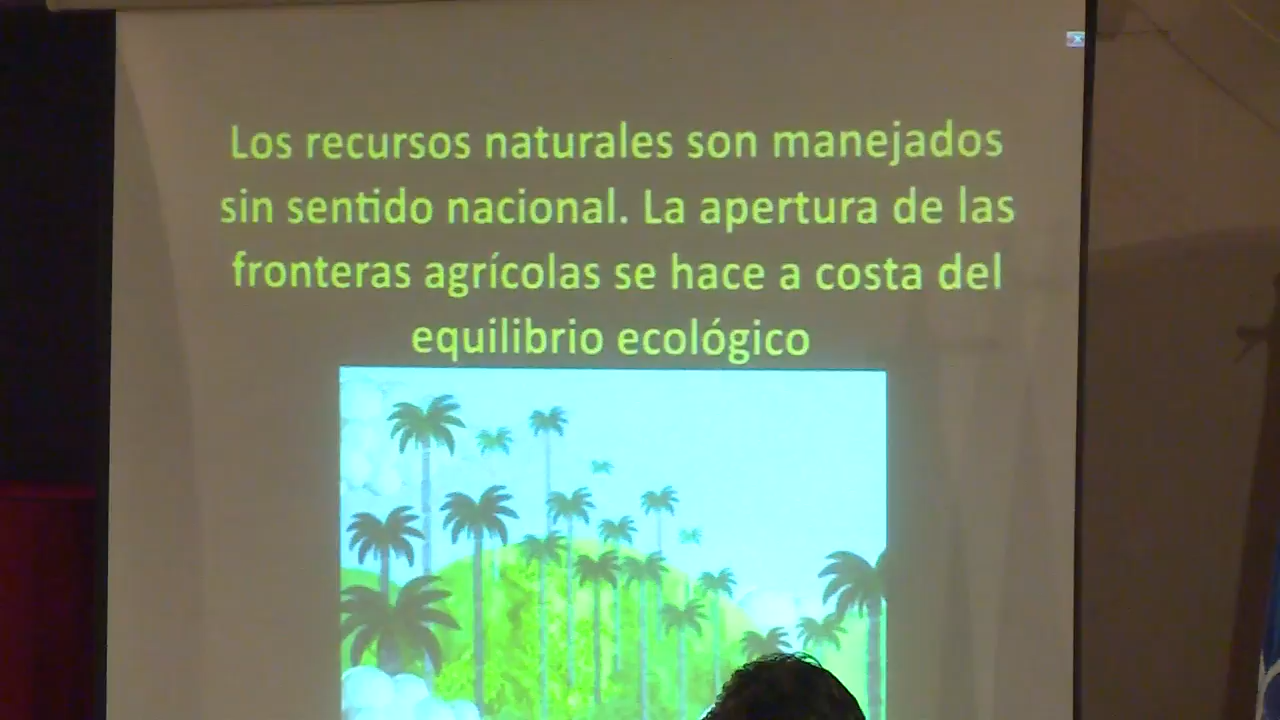 Los recursos naturales son manejados
sin sentido nacional. La apertura de las
fronteras agrícolas se hace a costa del
equilibrio ecológico